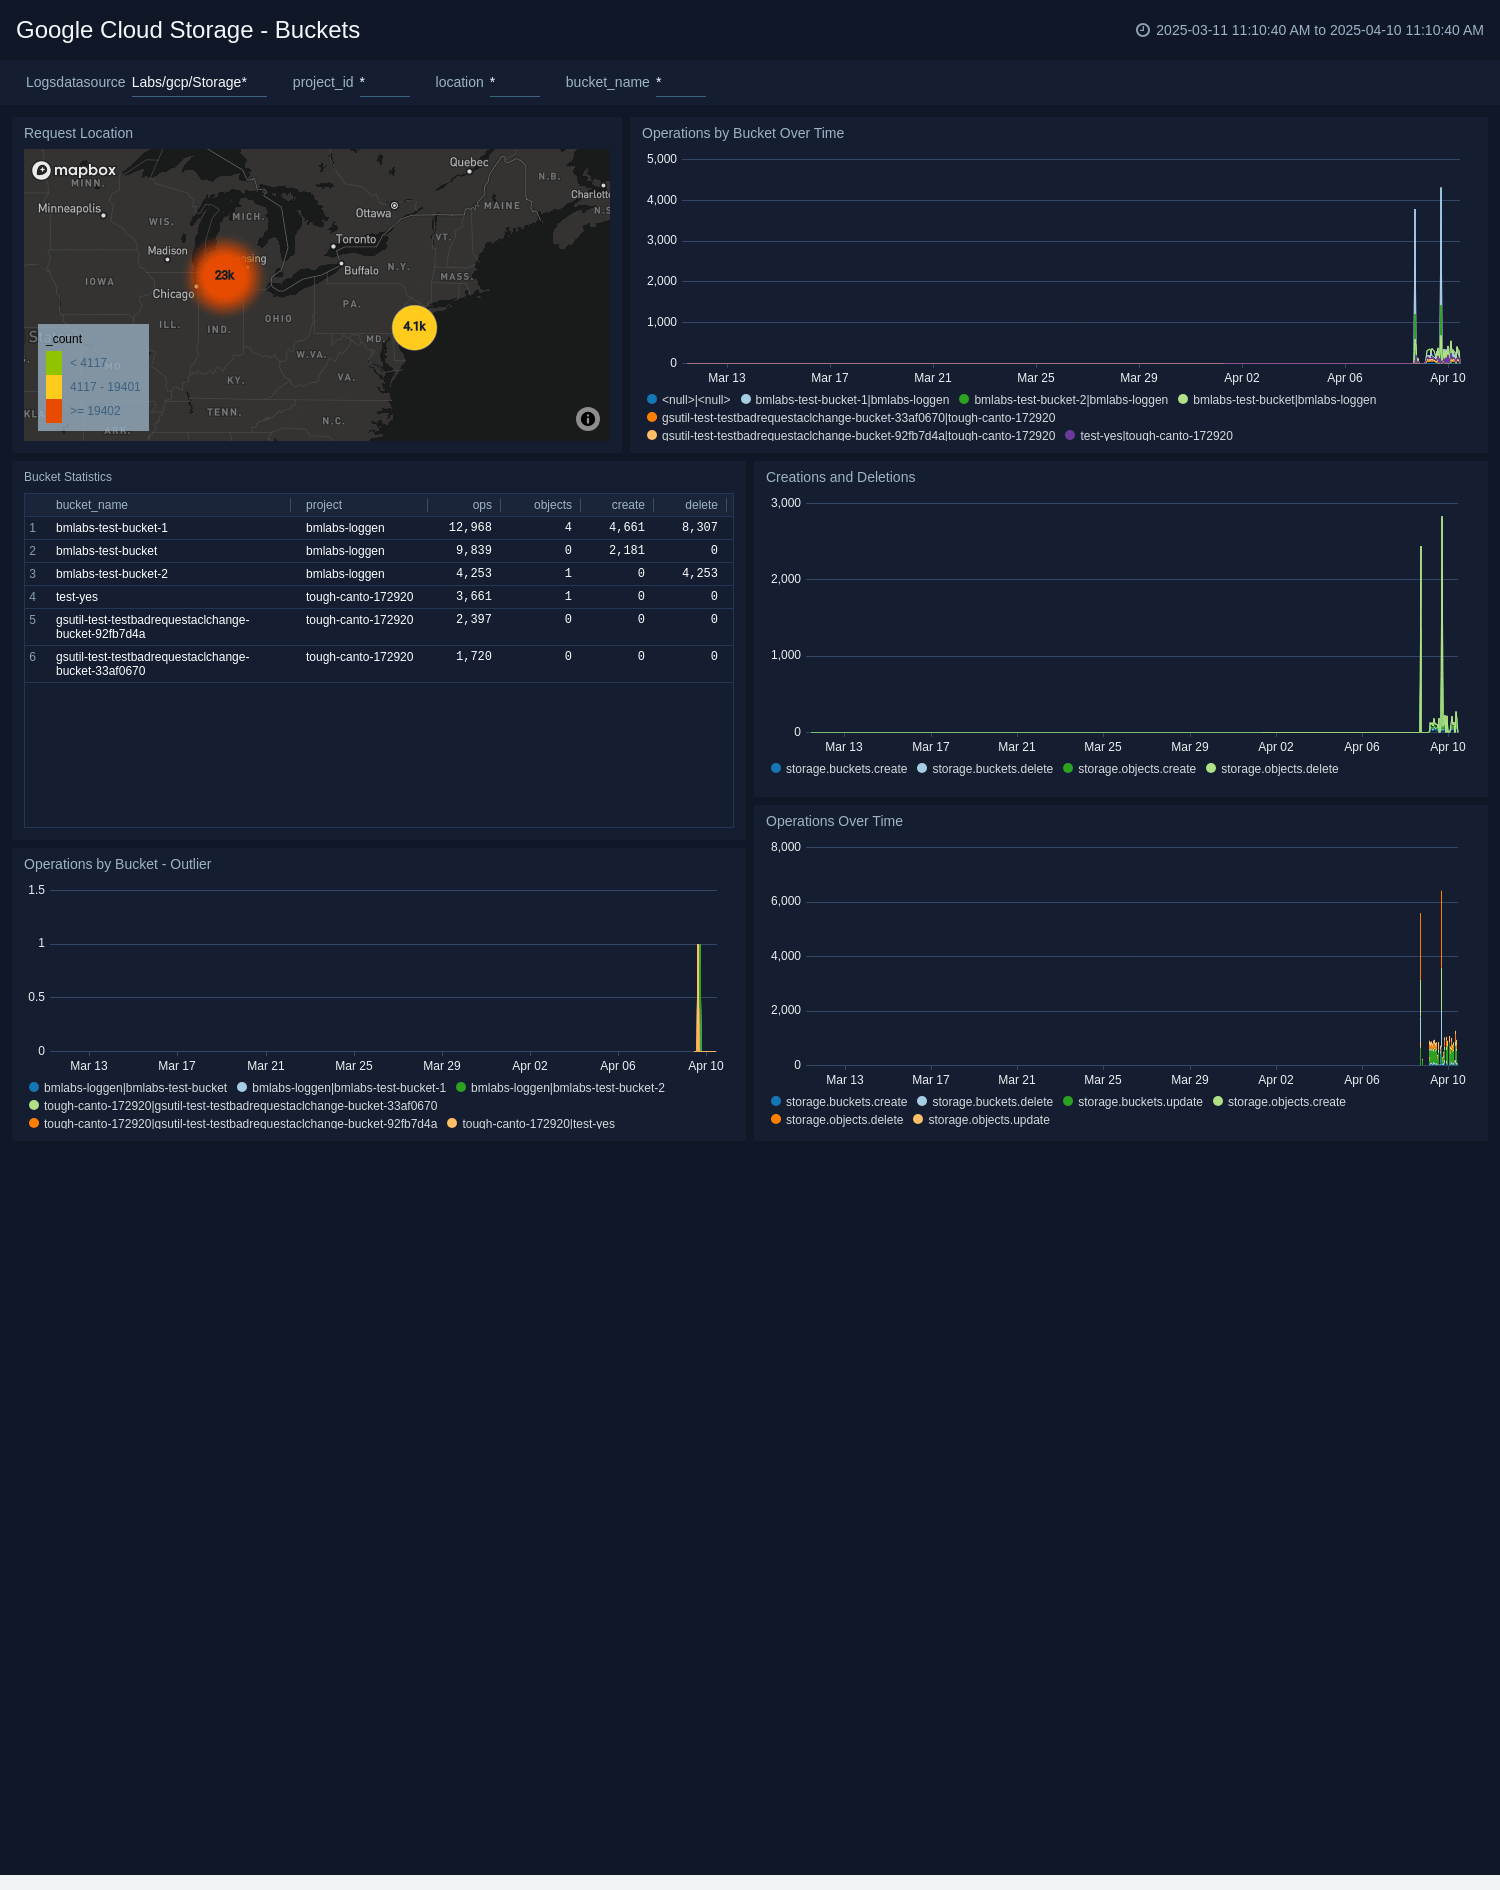 Google Cloud Storage - Buckets
2025-03-11 11:10:40 AM to 2025-04-10 11:10:40 AM
Logsdatasource Labs/gcp/Storage* project_id * location * bucket_name *
Request Location
mapbox
Quebec
MINN.
N.B.
Charlotte
Minneapolis
Ottawa
MAINE
N.S
WIS.
MICH.
Toronto
VT.
Madison
nsing
Buffalo
N.Y.
MASS.
23k
IOWA
Chicago
PA.
4.1k
ILL.
IND.
OHIO
MD.
W.VA.
KY.
VA.
TENN.
N.C.
ARK.
_count
< 4117
4117 - 19401
>= 19402
Operations by Bucket Over Time
5,000
4,000
3,000
2,000
1,000
0
Mar 13 Mar 17 Mar 21 Mar 25 Mar 29 Apr 02 Apr 06 Apr 10
<null>|<null> bmlabs-test-bucket-1|bmlabs-loggen bmlabs-test-bucket-2|bmlabs-loggen bmlabs-test-bucket|bmlabs-loggen
gsutil-test-testbadrequestaclchange-bucket-33af0670|tough-canto-172920
gsutil-test-testbadrequestaclchange-bucket-92fb7d4a|tough-canto-172920 test-yes|tough-canto-172920
Bucket Statistics
bucket_name project ops objects create delete
1 bmlabs-test-bucket-1 bmlabs-loggen 12,968 4 4,661 8,307
2 bmlabs-test-bucket bmlabs-loggen 9,839 0 2,181 0
3 bmlabs-test-bucket-2 bmlabs-loggen 4,253 1 0 4,253
4 test-yes tough-canto-172920 3,661 1 0 0
5 gsutil-test-testbadrequestaclchange- tough-canto-172920 2,397 0 0 0
bucket-92fb7d4a
6 gsutil-test-testbadrequestaclchange- tough-canto-172920 1,720 0 0 0
bucket-33af0670
Creations and Deletions
3,000
2,000
1,000
0
Mar 13 Mar 17 Mar 21 Mar 25 Mar 29 Apr 02 Apr 06 Apr 10
storage.buckets.create storage.buckets.delete storage.objects.create storage.objects.delete
Operations by Bucket - Outlier
1.5
1
0.5
0
Mar 13 Mar 17 Mar 21 Mar 25 Mar 29 Apr 02 Apr 06 Apr 10
bmlabs-loggen|bmlabs-test-bucket bmlabs-loggen|bmlabs-test-bucket-1 bmlabs-loggen|bmlabs-test-bucket-2
tough-canto-172920|gsutil-test-testbadrequestaclchange-bucket-33af0670
tough-canto-172920|gsutil-test-testbadrequestaclchange-bucket-92fb7d4a tough-canto-172920|test-yes
Operations Over Time
8,000
6,000
4,000
2,000
0
Mar 13 Mar 17 Mar 21 Mar 25 Mar 29 Apr 02 Apr 06 Apr 10
storage.buckets.create storage.buckets.delete storage.buckets.update storage.objects.create
storage.objects.delete storage.objects.update